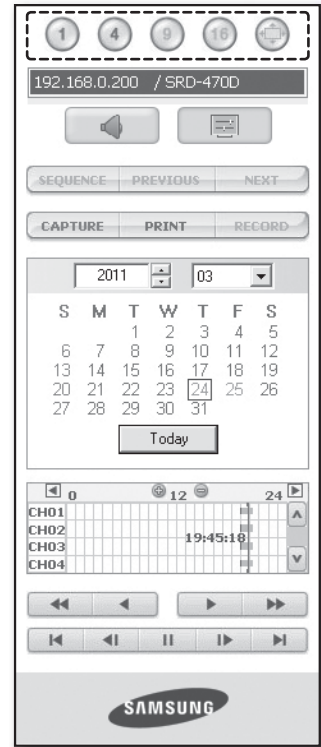 1 4 9 16
192.168.0.200 / SRD-470D
SEQUENCE PREVIOUS NEXT
CAPTURE PRINT RECORD
2011 03
S M T W T F S
1 2 3 4 5
6 7 8 9 10 11 12
13 14 15 16 17 18 19
20 21 22 23 24 25 26
27 28 29 30 31
Today
0 12 24
CH01
CH02
19:45:18
CH03
CH04
SAMSUNG